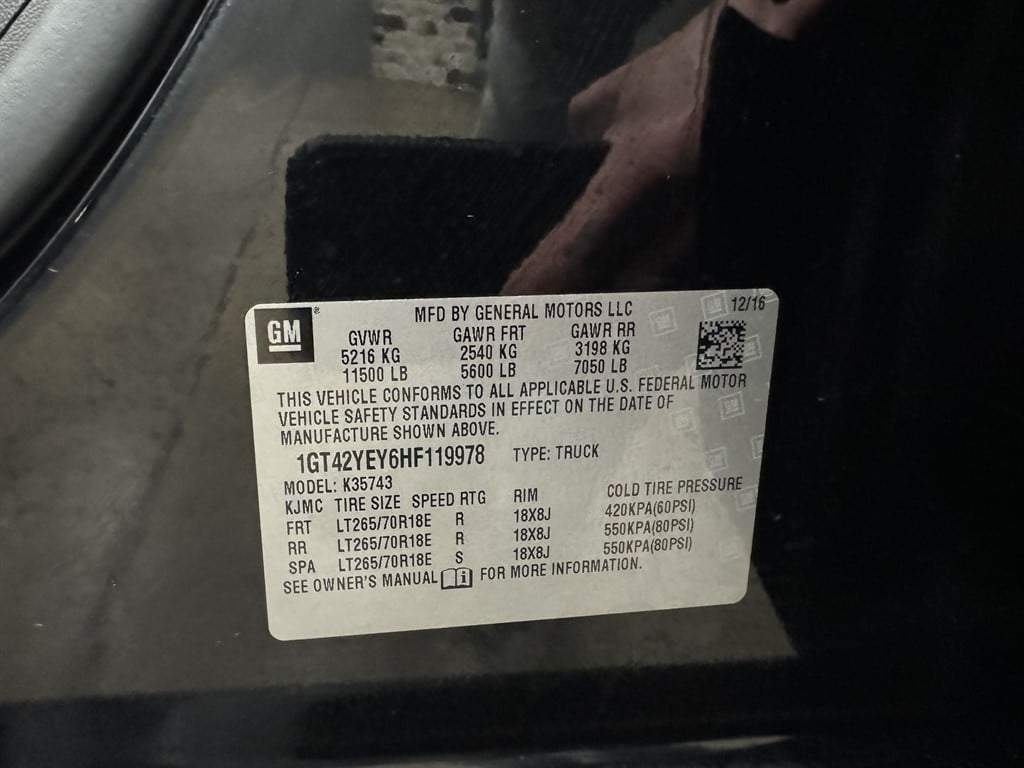 GM
MFD BY GENERAL MOTORS LLC 12/16
GVWR GAWR FRT GAWR RR
5216 KG 2540 KG 3198 KG
11500 LB 5600 LB 7050 LB
THIS VEHICLE CONFORMS TO ALL APPLICABLE U.S. FEDERAL MOTOR
VEHICLE SAFETY STANDARDS IN EFFECT ON THE DATE OF
MANUFACTURE SHOWN ABOVE.
1GT42YEY6HF119978 TYPE: TRUCK
MODEL: K35743
KJMC TIRE SIZE SPEED RTG RIM COLD TIRE PRESSURE
FRT LT265/70R18E R 18X8J 420KPA(60PSI)
RR LT265/70R18E R 18X8J 550KPA(80PSI)
SPA LT265/70R18E S 18X8J 550KPA(80PSI)
SEE OWNER'S MANUAL FOR MORE INFORMATION.